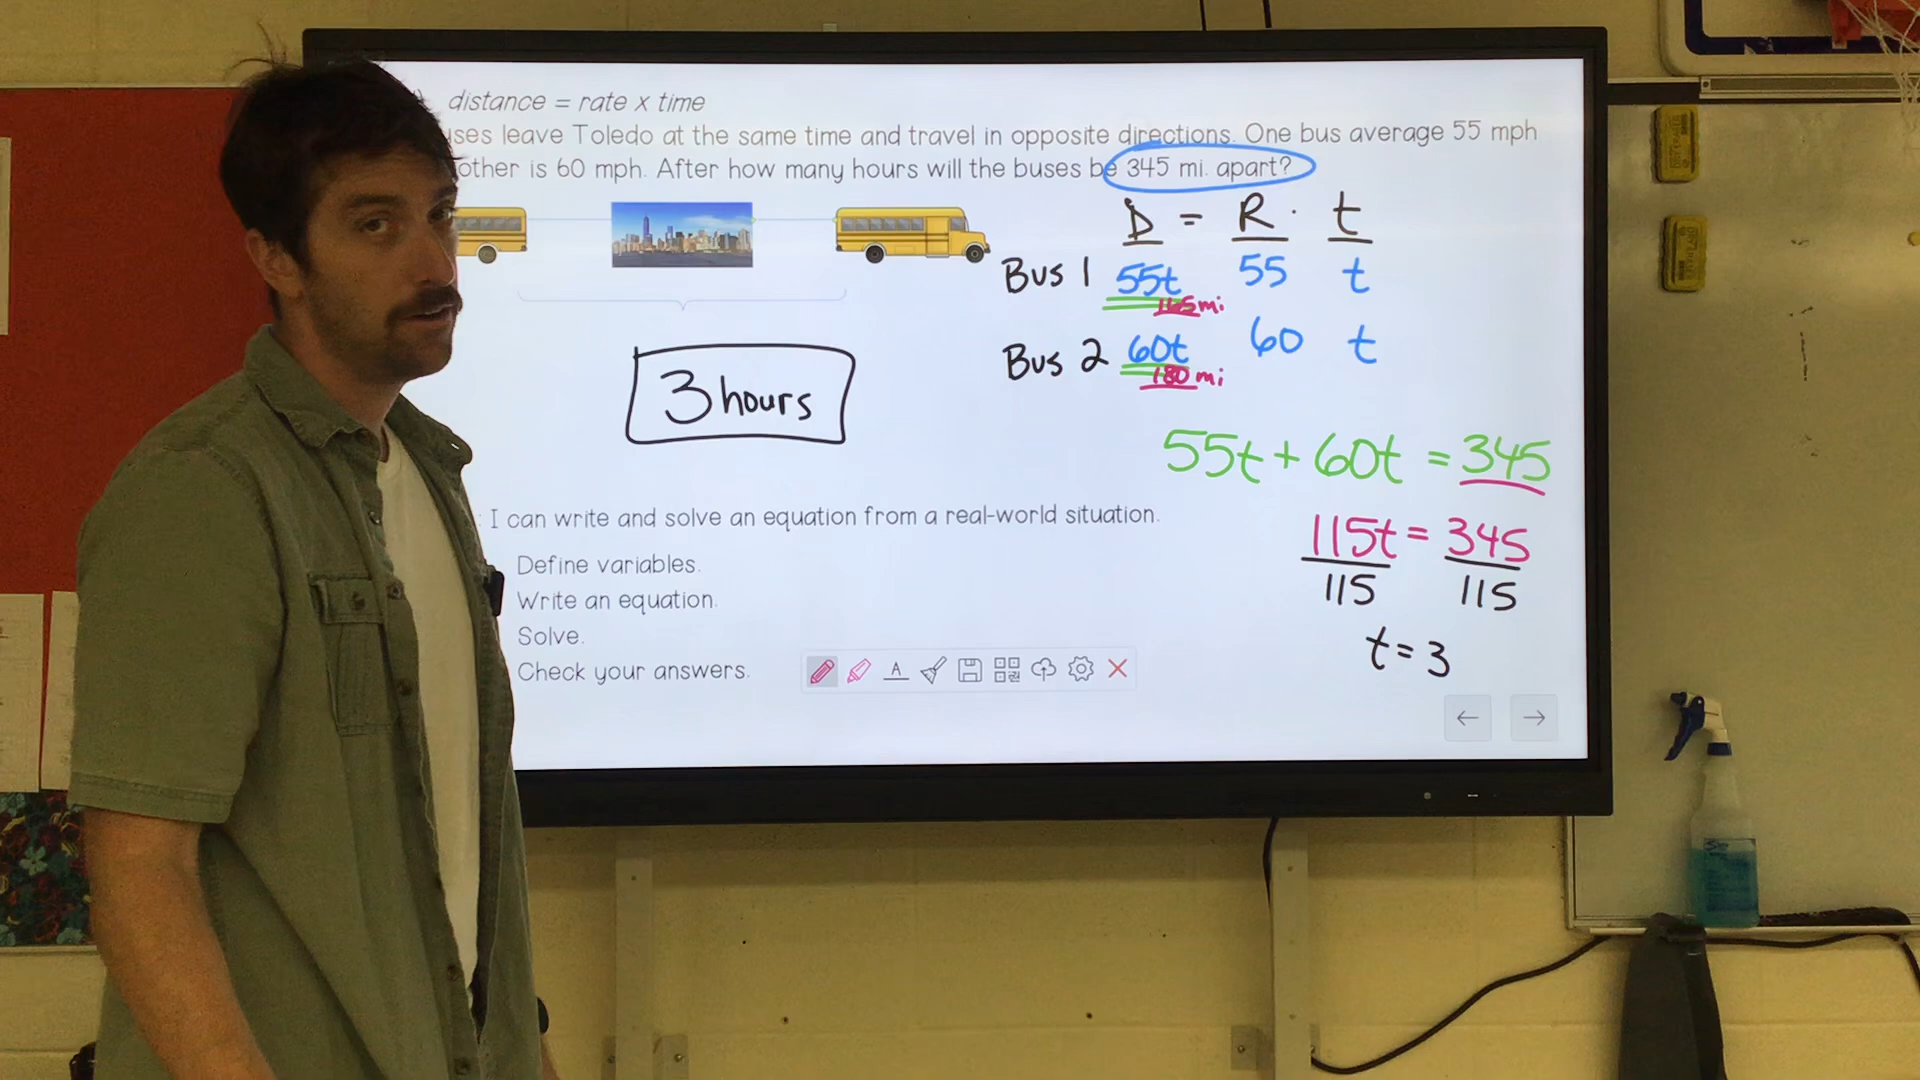 distance = rate x time
uses leave Toledo at the same time and travel in opposite directions. One bus average 55 mph
other is 60 mph. After how many hours will the buses be 345 mi. apart?
D = R · t
Bus 1 55t 55 t
165mi
Bus 2 60t 60 t
180 mi
3 hours
55t + 60t = 345
115t = 345
115 115
t = 3
: I can write and solve an equation from a real-world situation.
Define variables.
Write an equation.
Solve.
Check your answers.
A